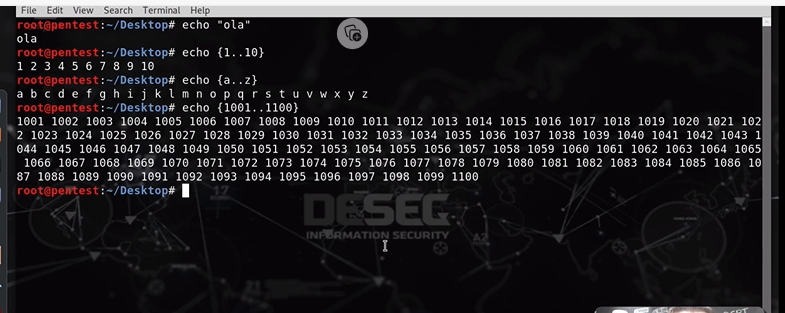 File Edit View Search Terminal Help
root@pentest:~/Desktop# echo "ola"
ola
root@pentest:~/Desktop# echo {1..10}
1 2 3 4 5 6 7 8 9 10
root@pentest:~/Desktop# echo {a..z}
a b c d e f g h i j k l m n o p q r s t u v w x y z
root@pentest:~/Desktop# echo {1001..1100}
1001 1002 1003 1004 1005 1006 1007 1008 1009 1010 1011 1012 1013 1014 1015 1016 1017 1018 1019 1020 1021 102
2 1023 1024 1025 1026 1027 1028 1029 1030 1031 1032 1033 1034 1035 1036 1037 1038 1039 1040 1041 1042 1043 1
044 1045 1046 1047 1048 1049 1050 1051 1052 1053 1054 1055 1056 1057 1058 1059 1060 1061 1062 1063 1064 1065
1066 1067 1068 1069 1070 1071 1072 1073 1074 1075 1076 1077 1078 1079 1080 1081 1082 1083 1084 1085 1086 10
87 1088 1089 1090 1091 1092 1093 1094 1095 1096 1097 1098 1099 1100
root@pentest:~/Desktop#
DESEC
INFORMATION SECURITY